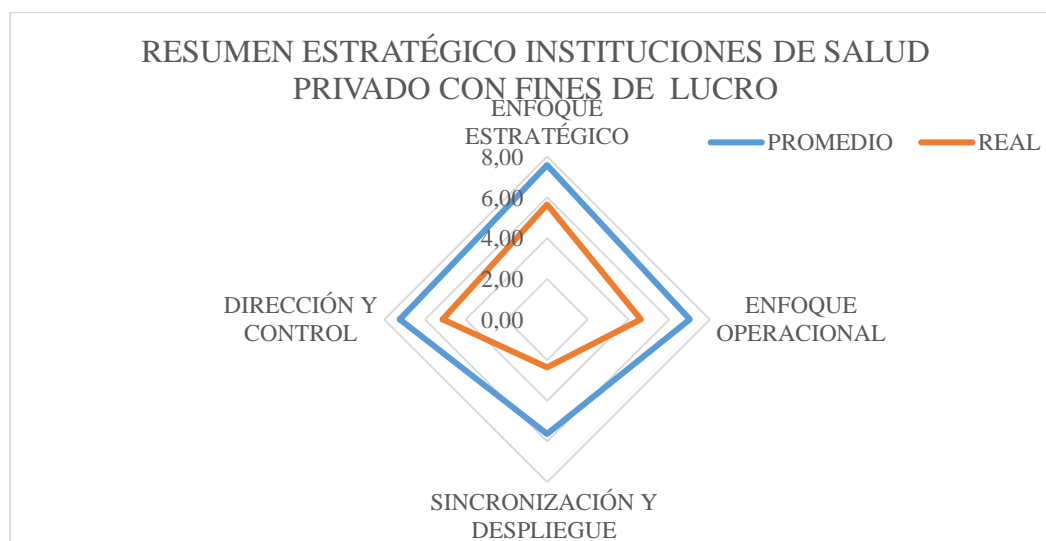 RESUMEN ESTRATÉGICO INSTITUCIONES DE SALUD
PRIVADO CON FINES DE LUCRO
ENFOQUE
ESTRATÉGICO
PROMEDIO
REAL
8,00
6,00
4,00
2,00
0,00
DIRECCIÓN Y
CONTROL
ENFOQUE
OPERACIONAL
SINCRONIZACIÓN Y
DESPLIEGUE